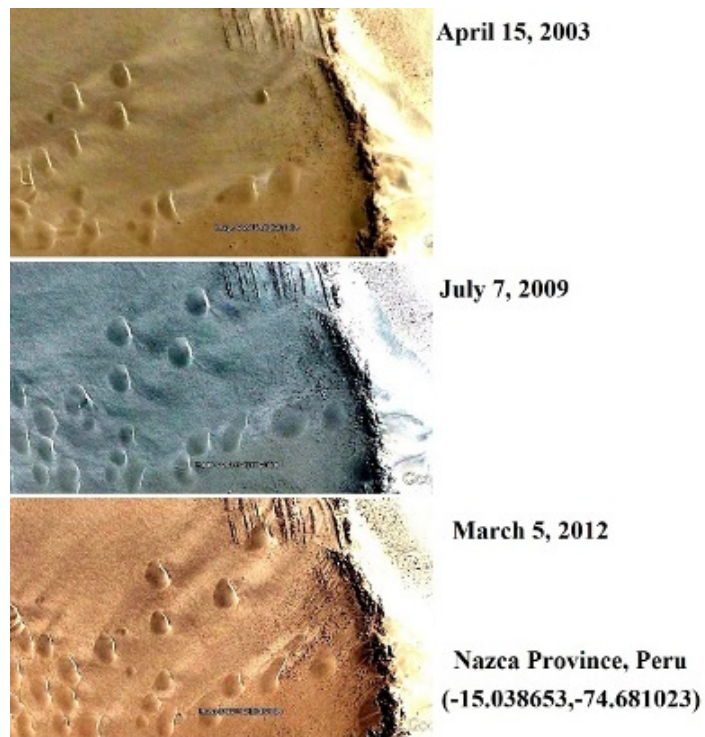 April 15, 2003
July 7, 2009
March 5, 2012
Nazca Province, Peru
(-15.038653,-74.681023)